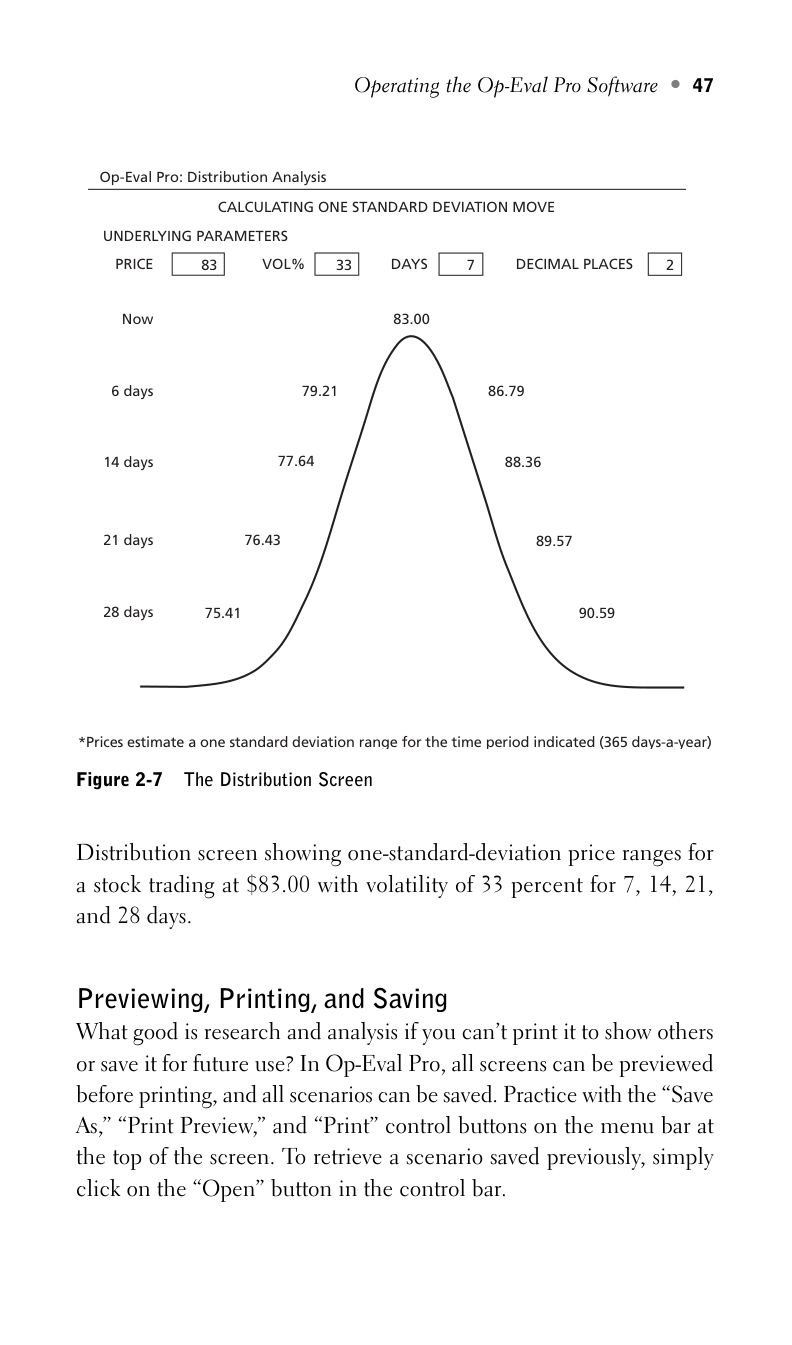 Operating the Op-Eval Pro Software • 47
Op-Eval Pro: Distribution Analysis
CALCULATING ONE STANDARD DEVIATION MOVE
UNDERLYING PARAMETERS
PRICE 83 VOL% 33 DAYS 7 DECIMAL PLACES 2
Now 83.00
6 days 79.21 86.79
14 days 77.64 88.36
21 days 76.43 89.57
28 days 75.41 90.59
*Prices estimate a one standard deviation range for the time period indicated (365 days-a-year)
Figure 2-7 The Distribution Screen
Distribution screen showing one-standard-deviation price ranges for
a stock trading at $83.00 with volatility of 33 percent for 7, 14, 21,
and 28 days.
Previewing, Printing, and Saving
What good is research and analysis if you can’t print it to show others
or save it for future use? In Op-Eval Pro, all screens can be previewed
before printing, and all scenarios can be saved. Practice with the “Save
As,” “Print Preview,” and “Print” control buttons on the menu bar at
the top of the screen. To retrieve a scenario saved previously, simply
click on the “Open” button in the control bar.